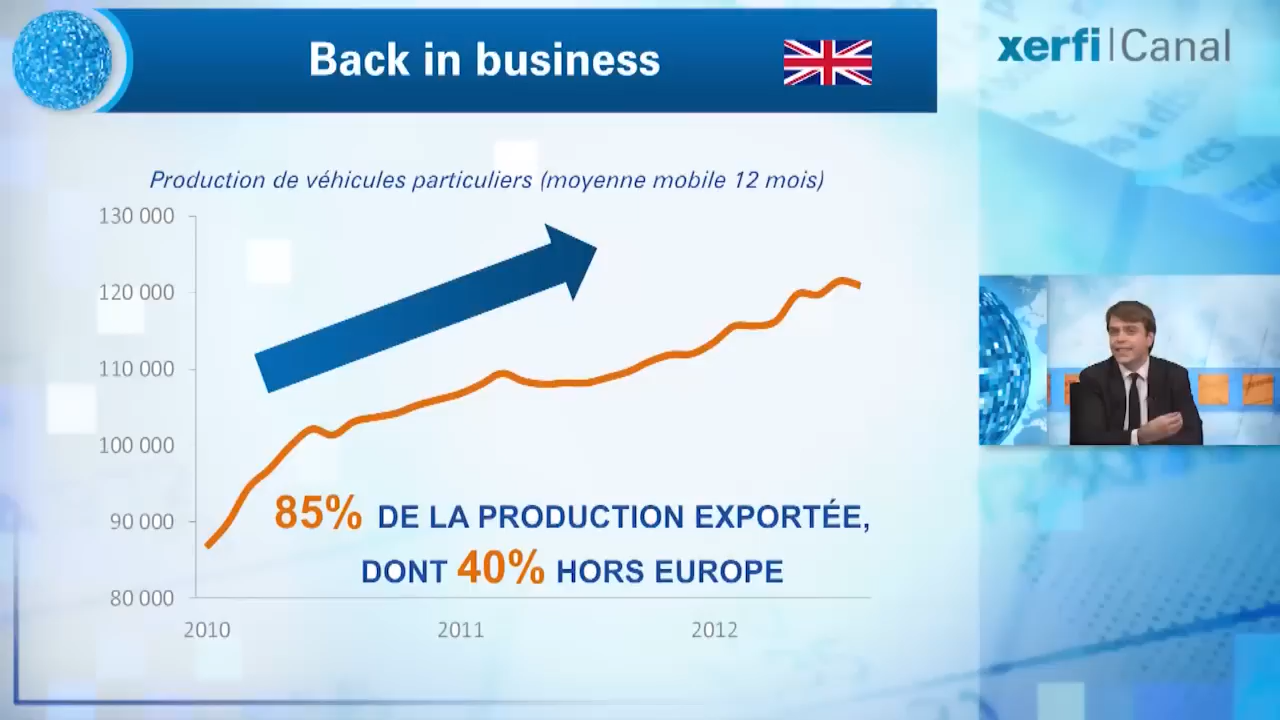 Back in business
xerfi|Canal
Production de véhicules particuliers (moyenne mobile 12 mois)
130 000
120 000
110 000
100 000
90 000
80 000
85% DE LA PRODUCTION EXPORTÉE,
DONT 40% HORS EUROPE
2010 2011 2012